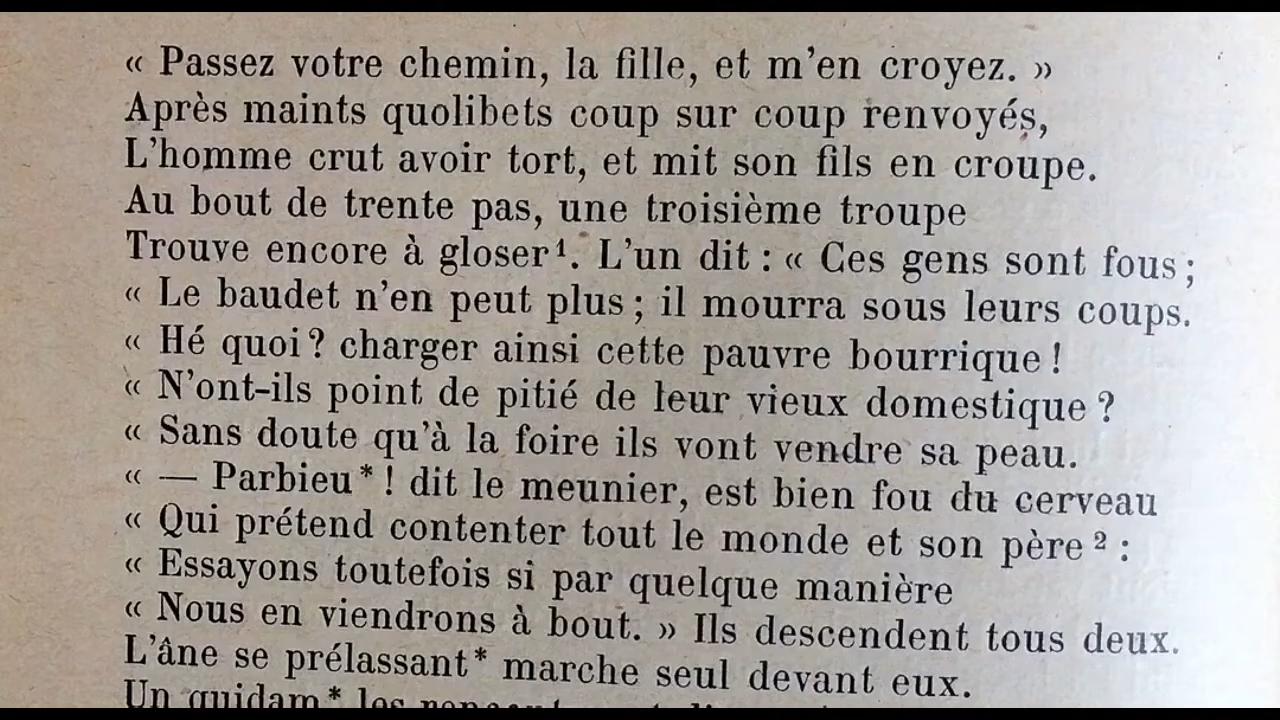 « Passez votre chemin, la fille, et m'en croyez. »
Après maints quolibets coup sur coup renvoyés,
L'homme crut avoir tort, et mit son fils en croupe.
Au bout de trente pas, une troisième troupe
Trouve encore à gloser¹. L'un dit : « Ces gens sont fous ;
« Le baudet n'en peut plus ; il mourra sous leurs coups.
« Hé quoi ? charger ainsi cette pauvre bourrique !
« N'ont-ils point de pitié de leur vieux domestique ?
« Sans doute qu'à la foire ils vont vendre sa peau.
« — Parbieu* ! dit le meunier, est bien fou du cerveau
« Qui prétend contenter tout le monde et son père² :
« Essayons toutefois si par quelque manière
« Nous en viendrons à bout. » Ils descendent tous deux.
L'âne se prélassant* marche seul devant eux.
Un quidam* les